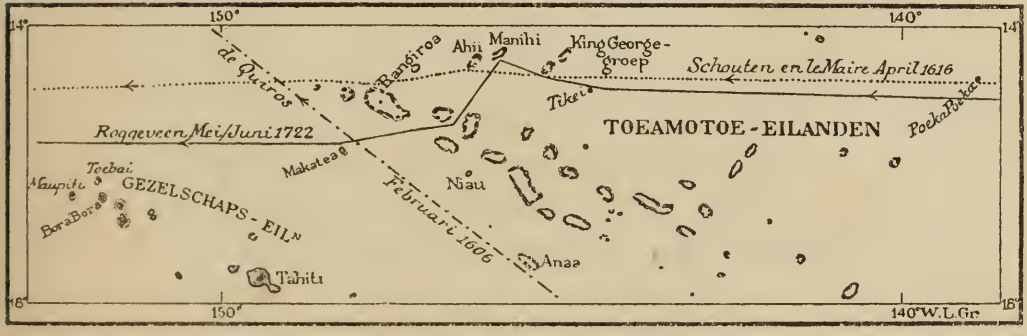 150°
140°
14°
14°
de Quiros
Rangiroa
Ahii
Manihi
King George-
groep
Schouten en le Maire April 1616
Tikei
PoekaPoeka
Roggeveen Mei/Juni 1722
TOEAMOTOE-EILANDEN
Makatea
Toebai
Maupiti
GEZELSCHAPS-EILN
BoraBora
Niau
Februari 1606
Anaa
Tahiti
18°
18°
150°
140° W.L.Gr.